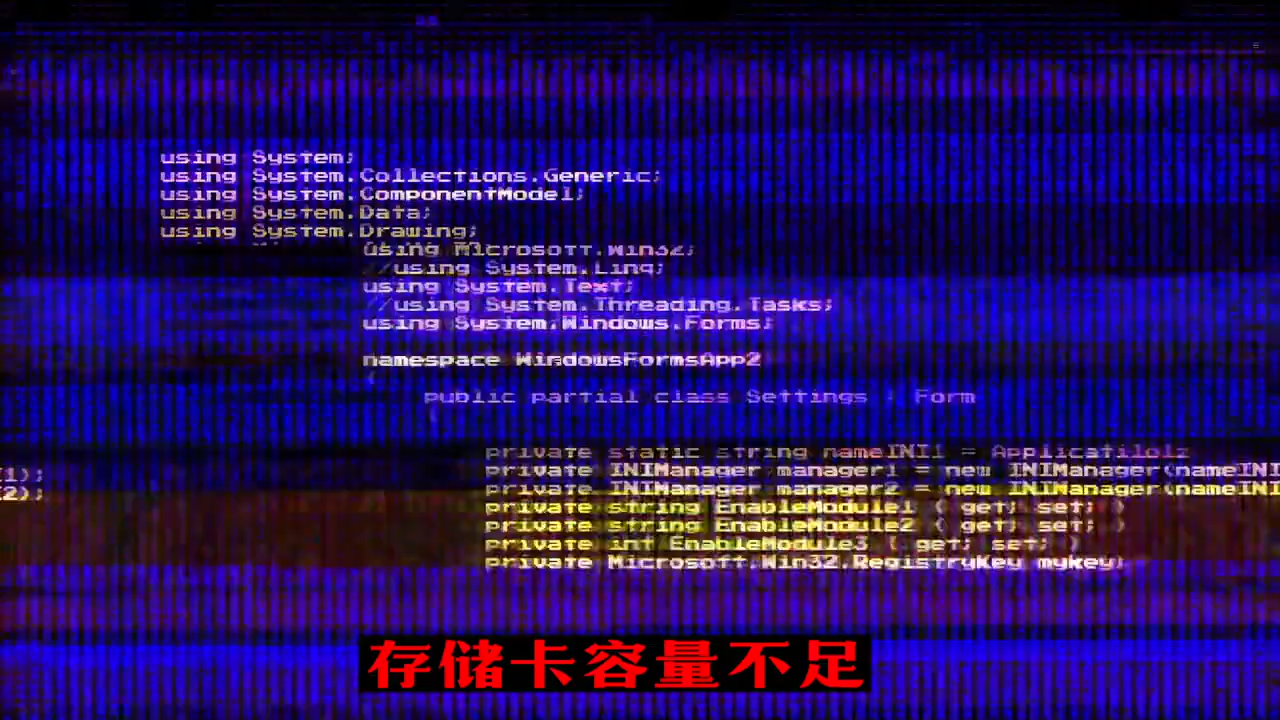 using System;
using System.Collections.Generic;
using System.ComponentModel;
using System.Data;
using System.Drawing;
using Microsoft.Win32;
//using System.Linq;
using System.Text;
//using System.Threading.Tasks;
using System.Windows.Forms;
namespace WindowsFormsApp2
{
public partial class Settings : Form
private static string nameINI1 = Applicatilolz
1);
private INIManager manager1 = new INIManager(nameINI
2);
private INIManager manager2 = new INIManager(nameINI
private string EnableModule1 { get; set; }
private string EnableModule2 { get; set; }
private int EnableModule3 { get; set; }
private Microsoft.Win32.RegistryKey mykey;
存储卡容量不足